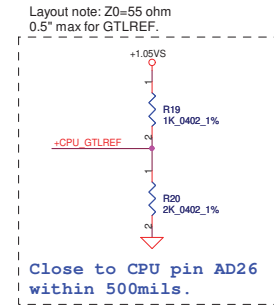 Layout note: Z0=55 ohm
0.5" max for GTLREF.
+1.05VS
1
R19
1K_0402_1%
2
+CPU_GTLREF
1
R20
2K_0402_1%
2
Close to CPU pin AD26
within 500mils.